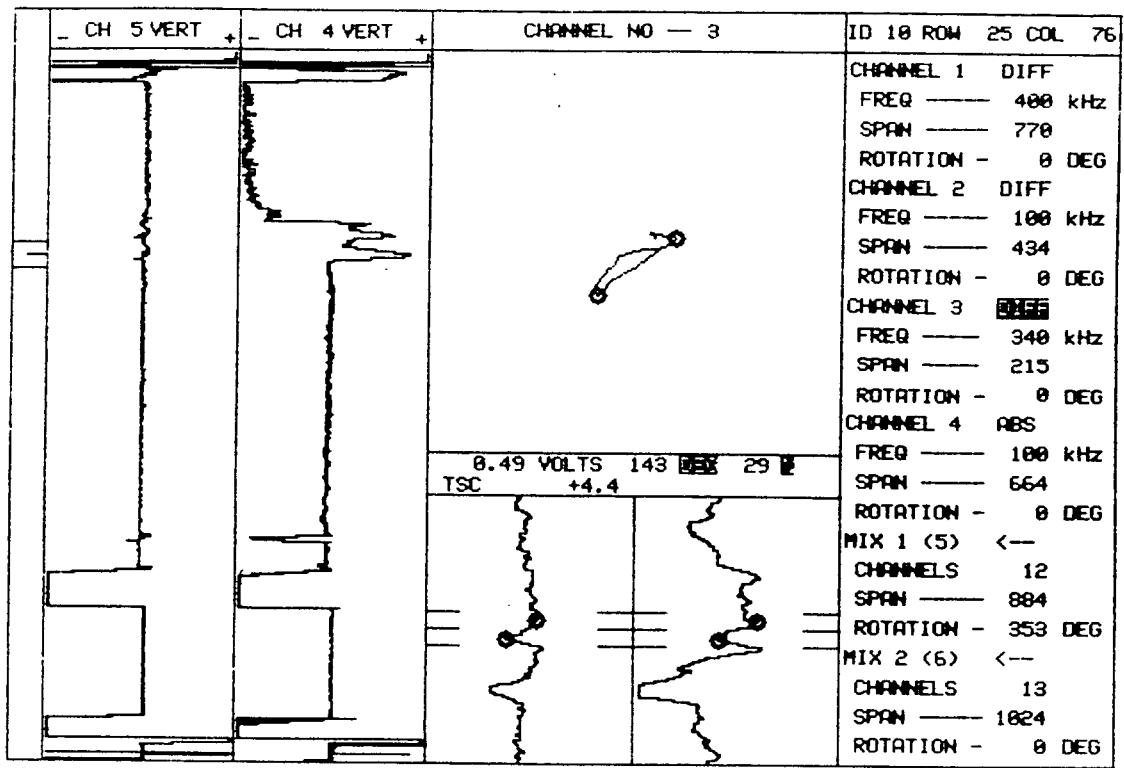 _ CH 5 VERT +
_ CH 4 VERT +
CHANNEL NO — 3
ID 10 ROW 25 COL 76
CHANNEL 1 DIFF
FREQ ——— 400 kHz
SPAN ——— 770
ROTATION - 0 DEG
CHANNEL 2 DIFF
FREQ ——— 100 kHz
SPAN ——— 434
ROTATION - 0 DEG
CHANNEL 3 DIFF
FREQ ——— 340 kHz
SPAN ——— 215
ROTATION - 0 DEG
CHANNEL 4 ABS
FREQ ——— 100 kHz
SPAN ——— 664
ROTATION - 0 DEG
MIX 1 (5) <--
CHANNELS 12
SPAN ——— 884
ROTATION - 353 DEG
MIX 2 (6) <--
CHANNELS 13
SPAN ——— 1024
ROTATION - 0 DEG
0.49 VOLTS 143 29
TSC +4.4